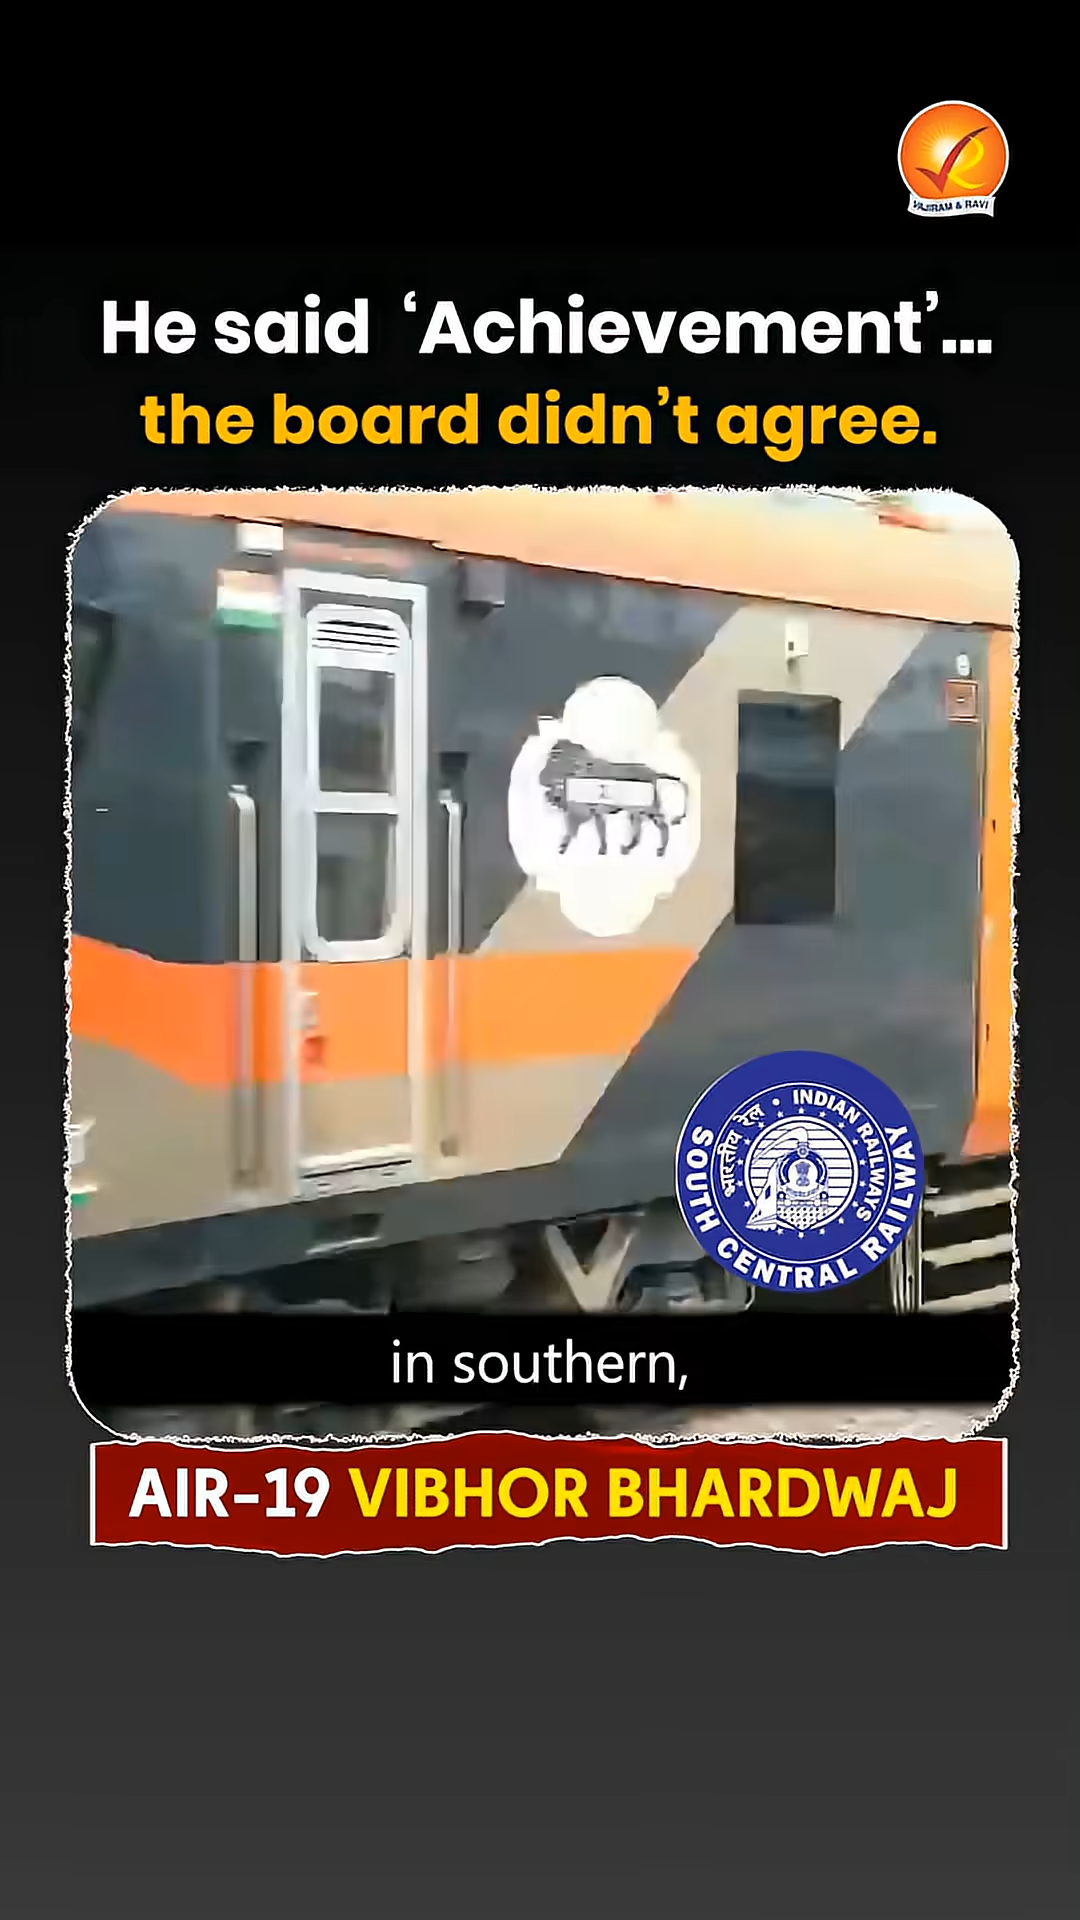 VAJIRAM & RAVI
He said ‘Achievement’...
the board didn’t agree.
भारतीय रेल • INDIAN RAILWAYS
SOUTH CENTRAL RAILWAY
in southern,
AIR-19 VIBHOR BHARDWAJ